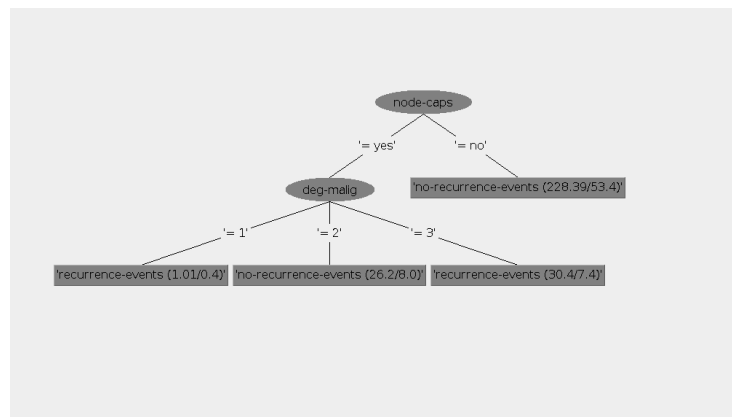 node-caps
'= yes'
'= no'
deg-malig
'no-recurrence-events (228.39/53.4)'
'= 1'
'= 2'
'= 3'
'recurrence-events (1.01/0.4)'
'no-recurrence-events (26.2/8.0)'
'recurrence-events (30.4/7.4)'